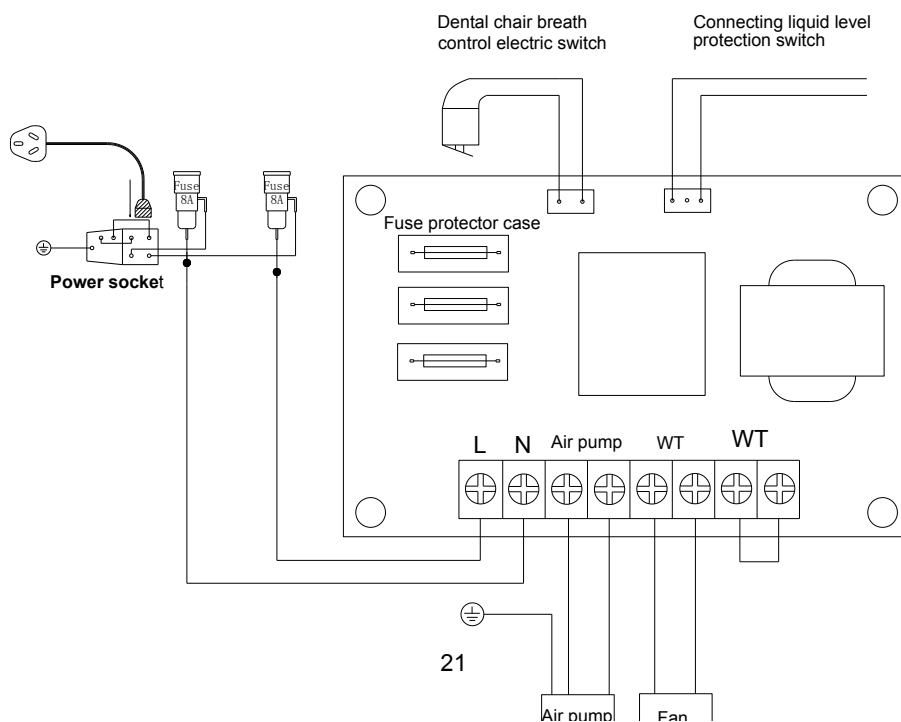 Dental chair breath
control electric switch
Connecting liquid level
protection switch
Fuse
8A
Fuse
8A
Fuse protector case
Power socket
L N Air pump WT WT
21
Air pump
Fan